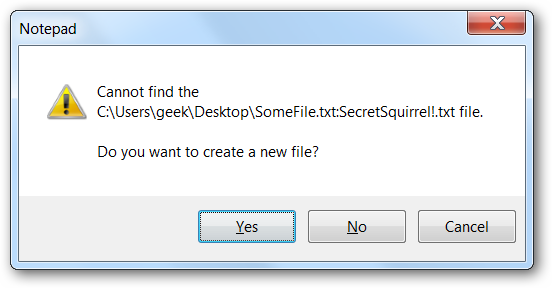 Notepad
Cannot find the
C:\Users\geek\Desktop\SomeFile.txt:SecretSquirrel!.txt file.
Do you want to create a new file?
Yes No Cancel